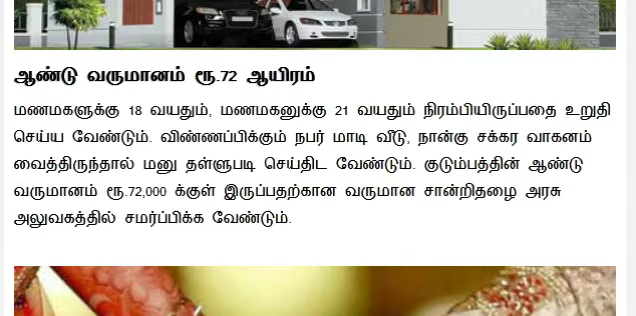 ஆண்டு வருமானம் ரூ.72 ஆயிரம்
மணமகளுக்கு 18 வயதும், மணமகனுக்கு 21 வயதும் நிரம்பியிருப்பதை உறுதி
செய்ய வேண்டும். விண்ணப்பிக்கும் நபர் மாடி வீடு, நான்கு சக்கர வாகனம்
வைத்திருந்தால் மனு தள்ளுபடி செய்திட வேண்டும். குடும்பத்தின் ஆண்டு
வருமானம் ரூ.72,000 க்குள் இருப்பதற்கான வருமான சான்றிதழை அரசு
அலுவகத்தில் சமர்ப்பிக்க வேண்டும்.